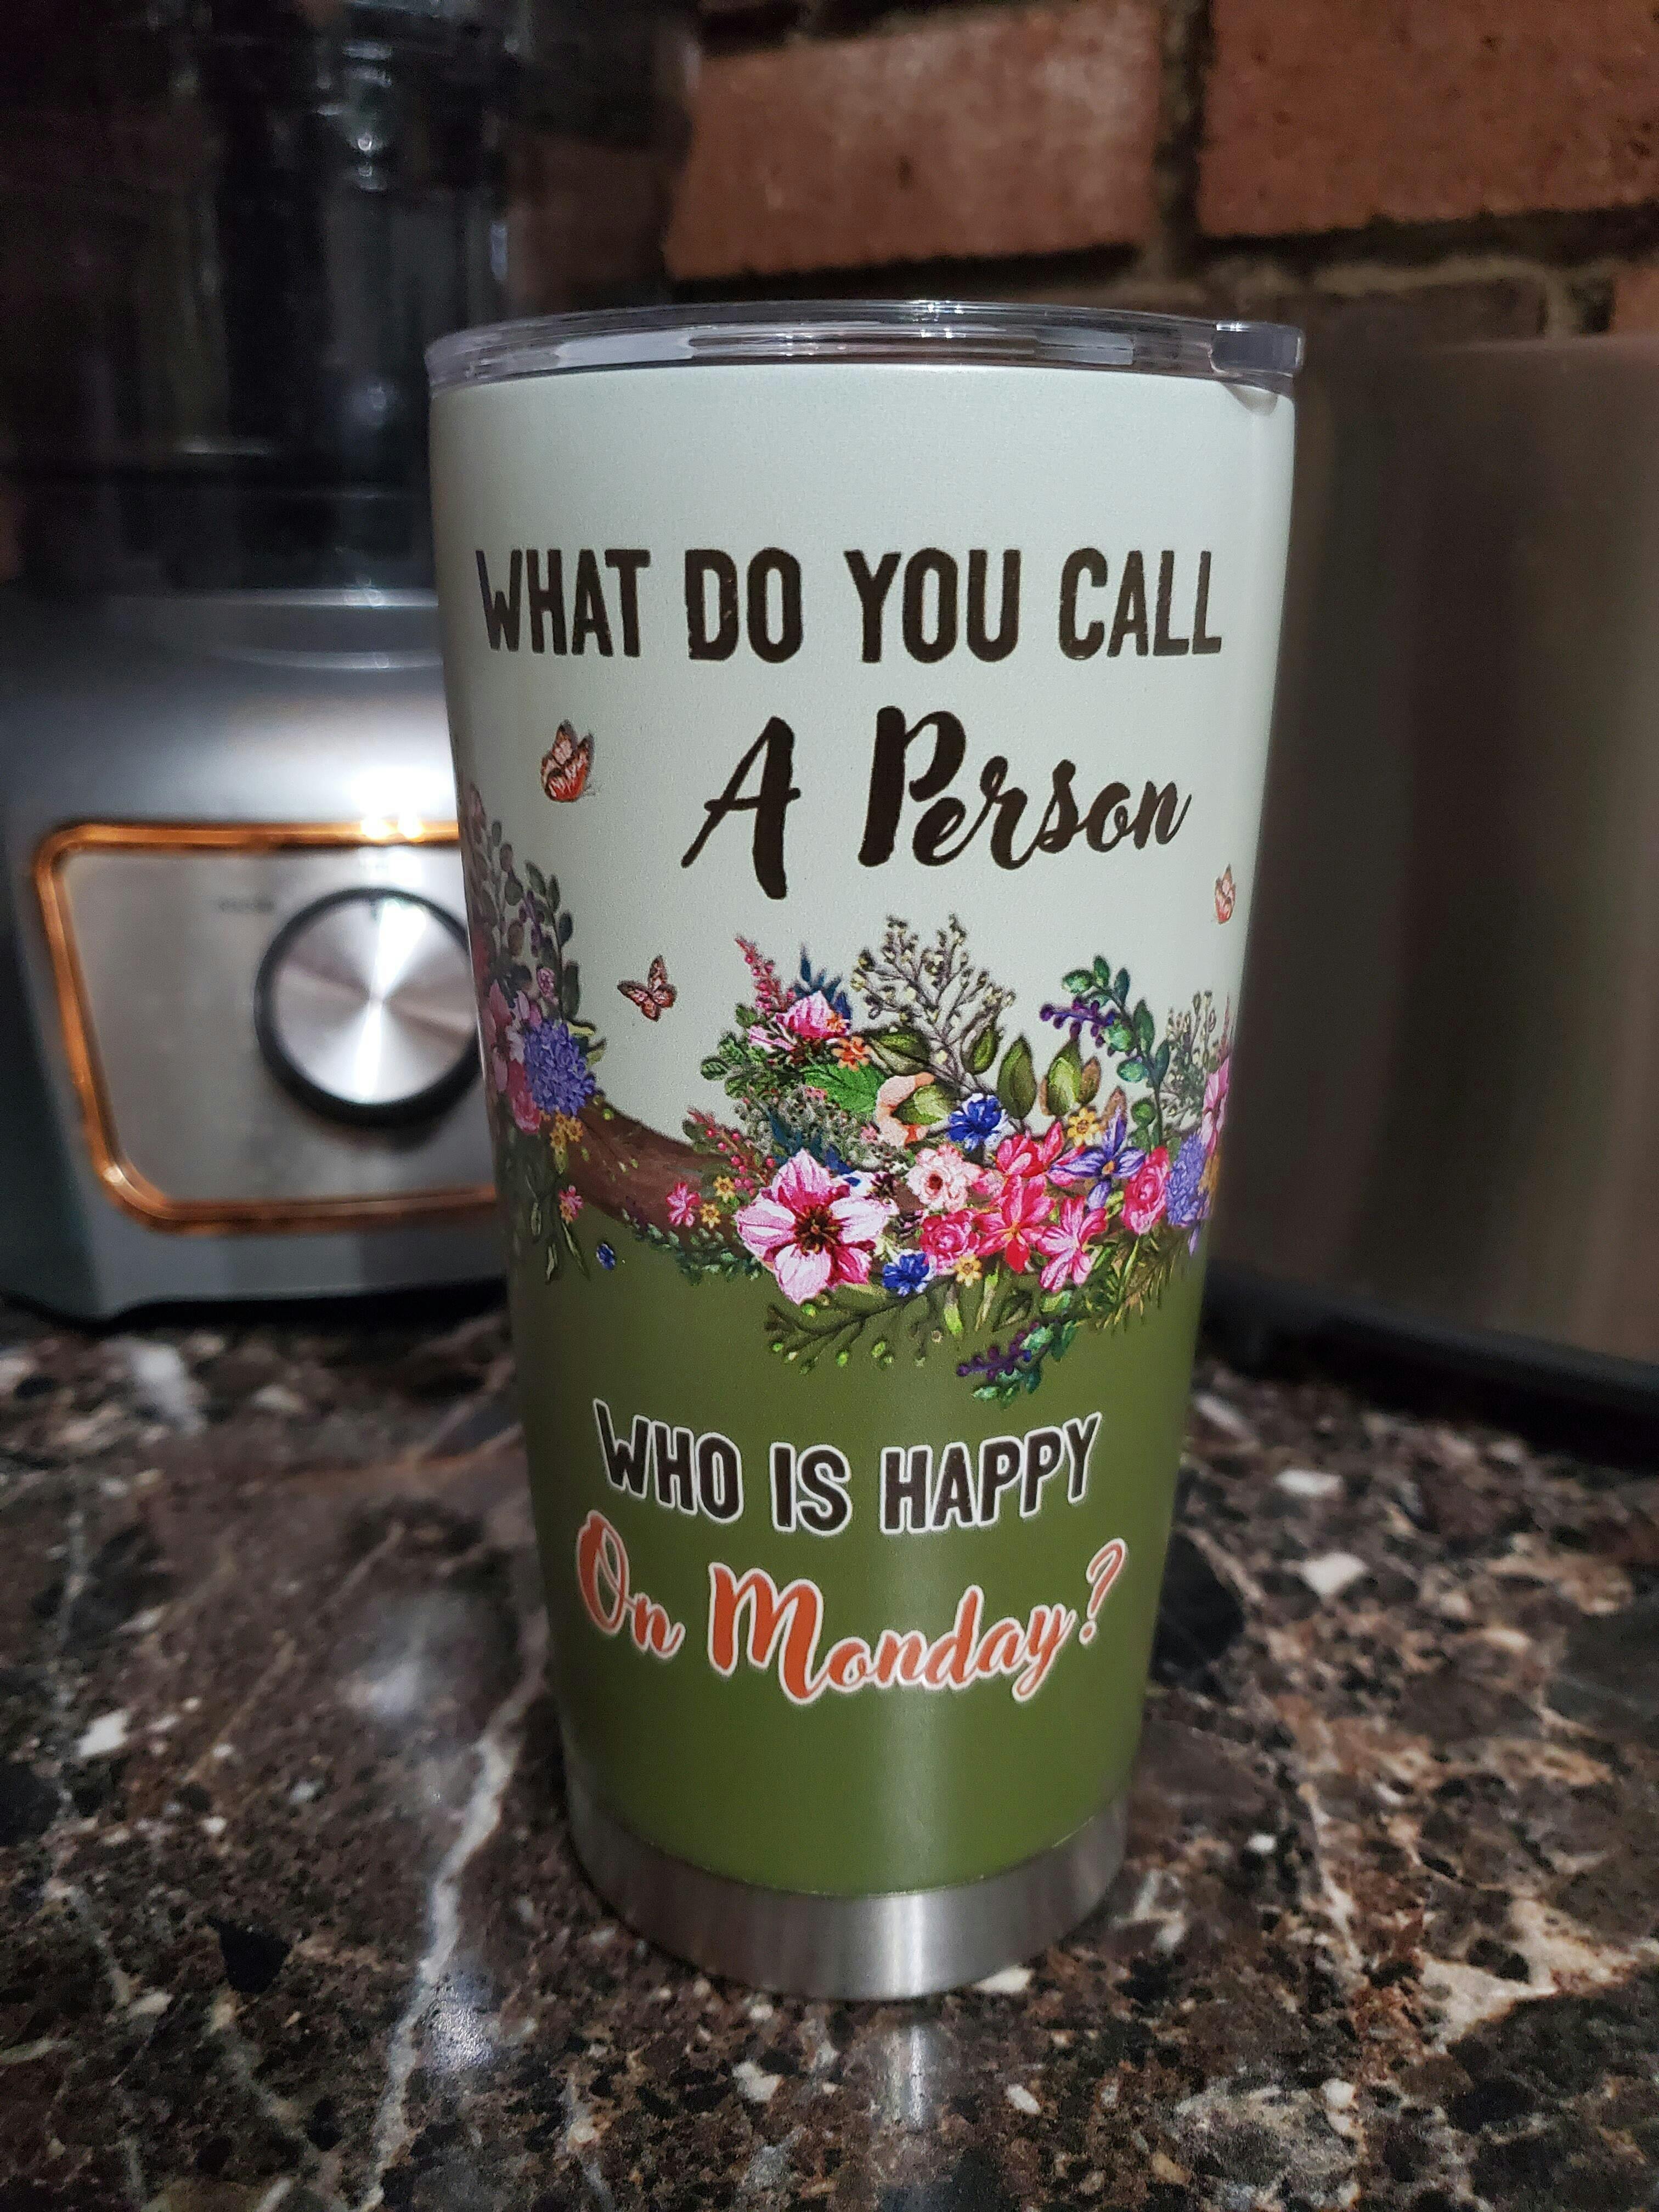 WHAT DO YOU CALL
A Person
WHO IS HAPPY
On Monday?